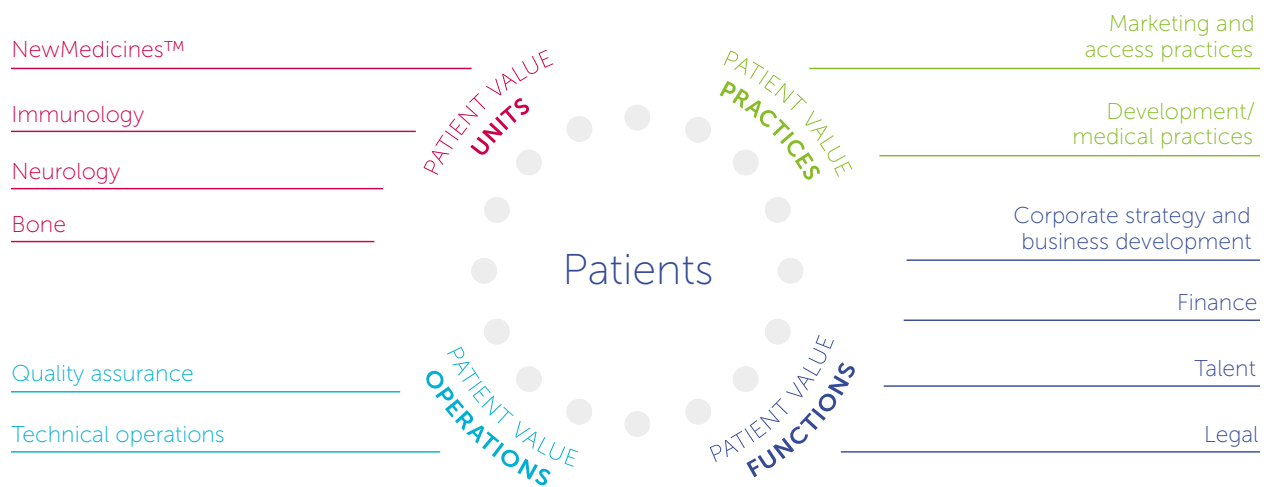 NewMedicines™
Immunology
Neurology
Bone
PATIENT VALUE
UNITS
PATIENT VALUE
PRACTICES
Marketing and
access practices
Development/
medical practices
Patients
Corporate strategy and
business development
Finance
Talent
Legal
PATIENT VALUE
FUNCTIONS
Quality assurance
Technical operations
PATIENT VALUE
OPERATIONS